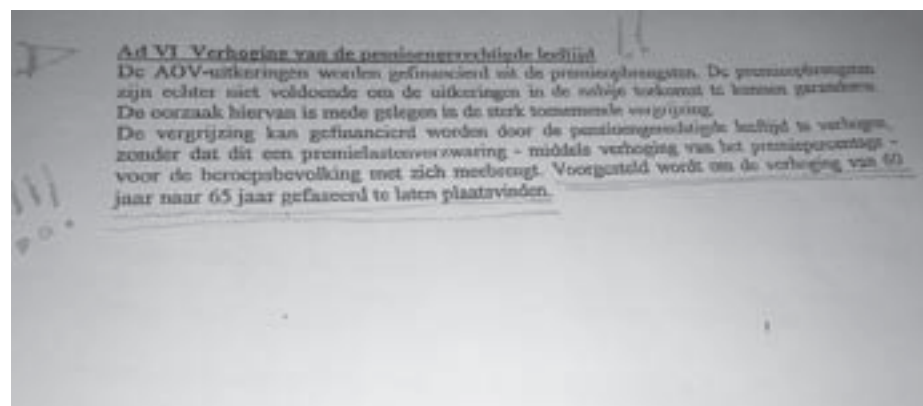 Ad VI Verhoging van de pensioengerechtigde leeftijd
De AOV-uitkeringen worden gefinancierd uit de premieopbrengsten. De premieopbrengsten
zijn echter niet voldoende om de uitkeringen in de nabije toekomst te kunnen garanderen.
De oorzaak hiervan is mede gelegen in de sterk toenemende vergrijzing.
De vergrijzing kan gefinancierd worden door de pensioengerechtigde leeftijd te verhogen,
zonder dat dit een premielastenverzwaring - middels verhoging van het premiepercentage -
voor de beroepsbevolking met zich meebrengt. Voorgesteld wordt om de verhoging van 60
jaar naar 65 jaar gefaseerd te laten plaatsvinden.
!!
!!!